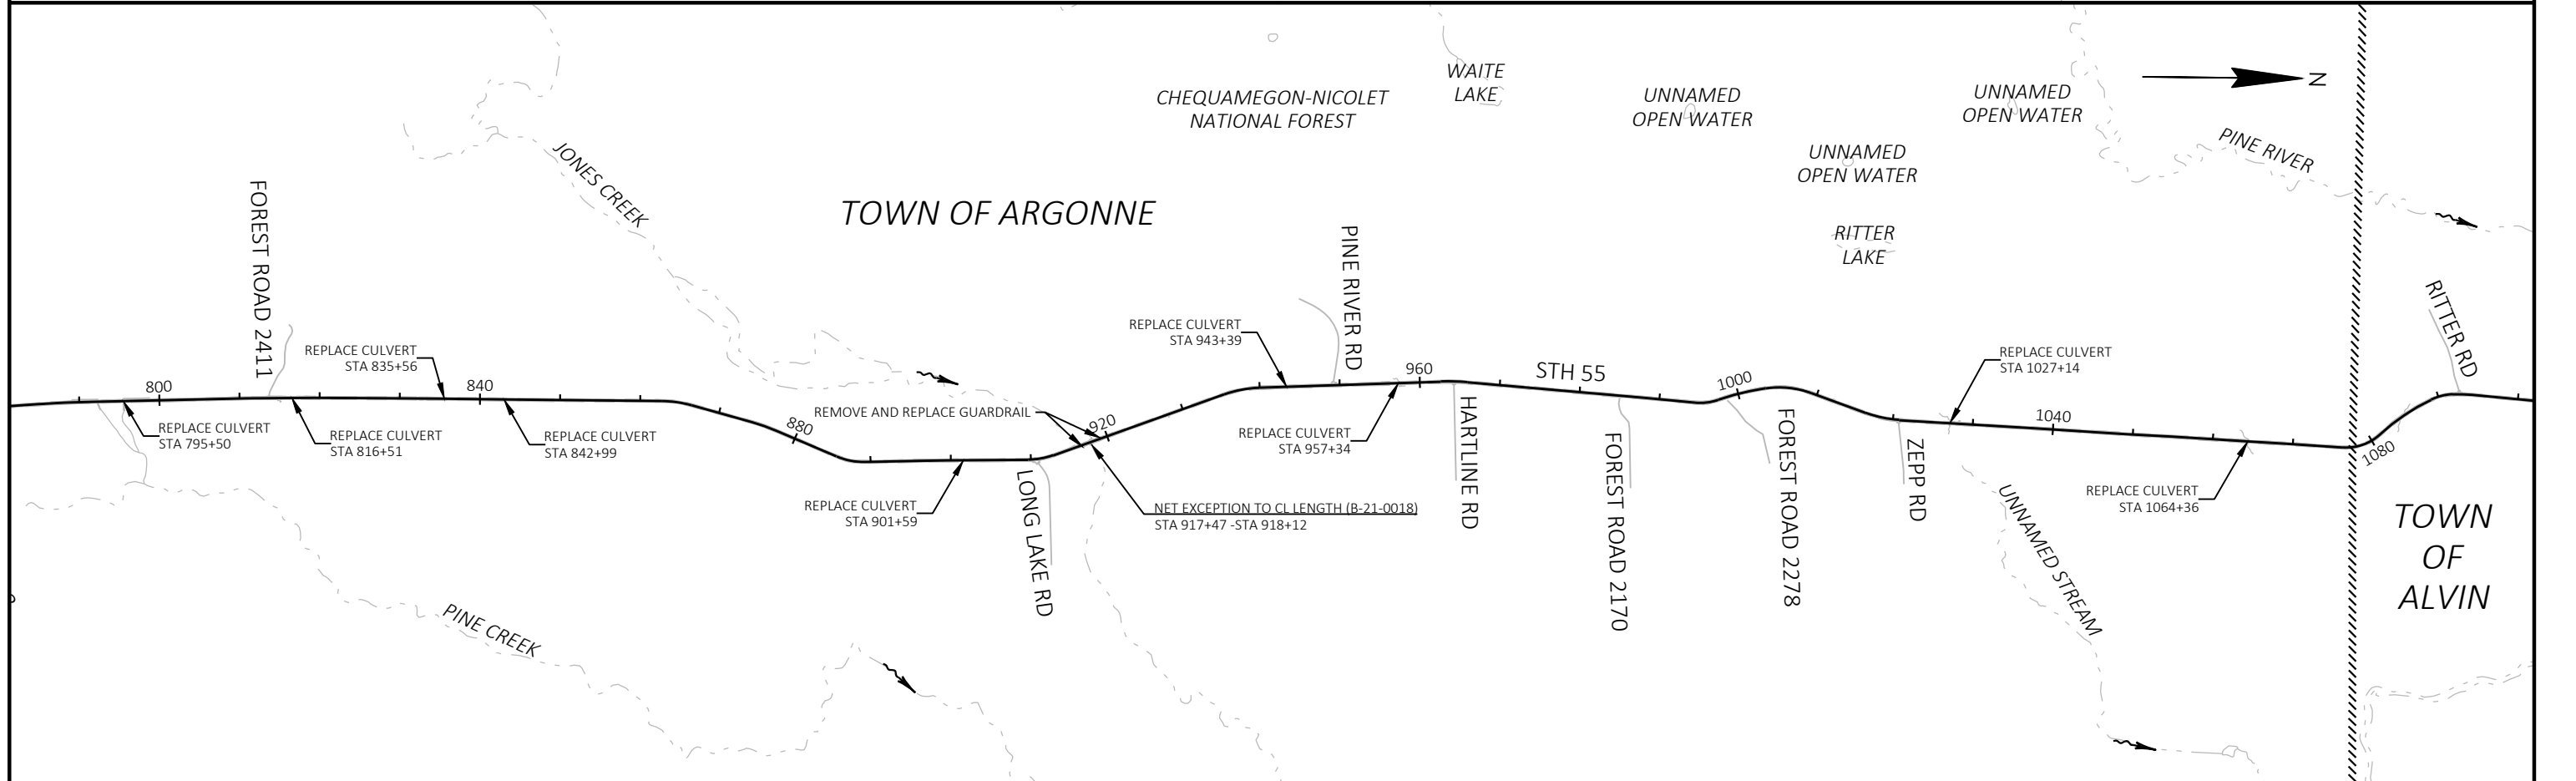 WAITE
LAKE
CHEQUAMEGON-NICOLET
NATIONAL FOREST
UNNAMED
OPEN WATER
UNNAMED
OPEN WATER
UNNAMED
OPEN WATER
N
PINE RIVER
JONES CREEK
TOWN OF ARGONNE
RITTER
LAKE
FOREST ROAD 2411
PINE RIVER RD
RITTER RD
REPLACE CULVERT
STA 835+56
REPLACE CULVERT
STA 943+39
REPLACE CULVERT
STA 1027+14
800
840
880
920
960
STH 55
1000
1040
1080
REMOVE AND REPLACE GUARDRAIL
REPLACE CULVERT
STA 795+50
REPLACE CULVERT
STA 816+51
REPLACE CULVERT
STA 842+99
REPLACE CULVERT
STA 957+34
REPLACE CULVERT
STA 901+59
LONG LAKE RD
NET EXCEPTION TO CL LENGTH (B-21-0018)
STA 917+47 -STA 918+12
HARTLINE RD
FOREST ROAD 2170
FOREST ROAD 2278
ZEPP RD
UNNAMED STREAM
REPLACE CULVERT
STA 1064+36
TOWN
OF
ALVIN
PINE CREEK